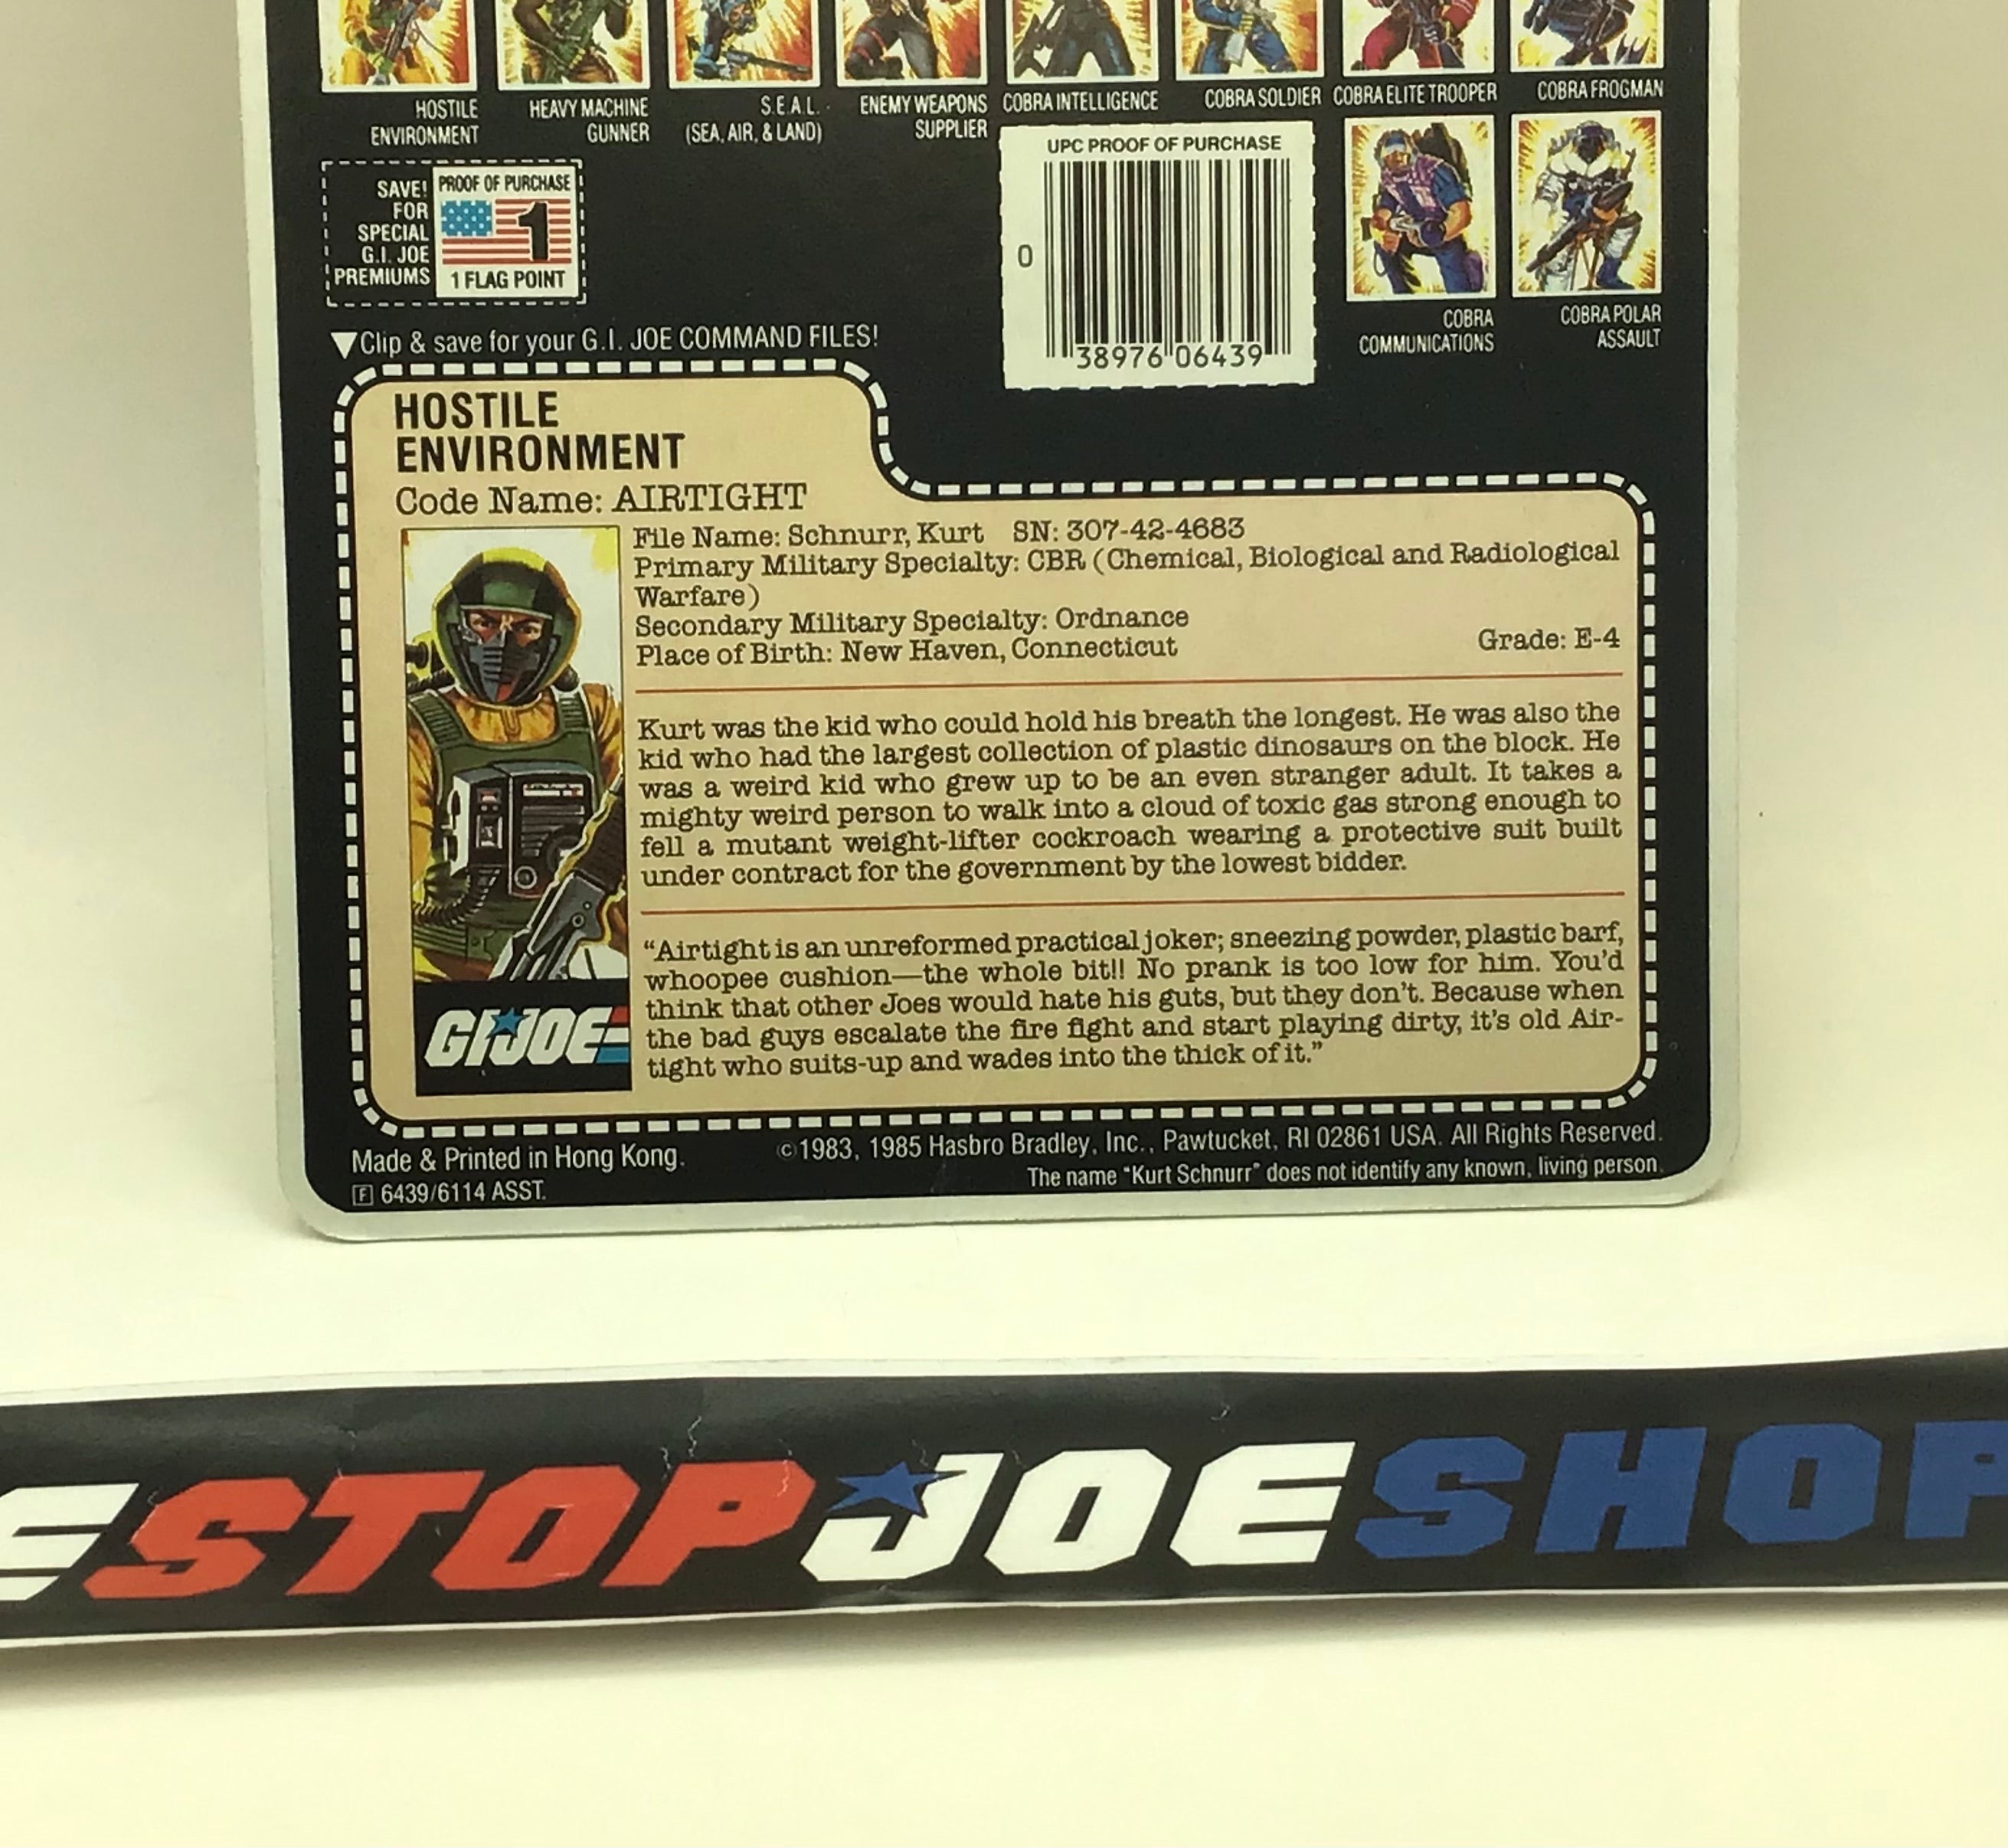 HOSTILE
ENVIRONMENT
HEAVY MACHINE
GUNNER
S.E.A.L.
(SEA, AIR, & LAND)
ENEMY WEAPONS
SUPPLIER
COBRA INTELLIGENCE
COBRA SOLDIER
COBRA ELITE TROOPER
COBRA FROGMAN
SAVE!
FOR
SPECIAL
G.I. JOE
PREMIUMS
PROOF OF PURCHASE
1
1 FLAG POINT
UPC PROOF OF PURCHASE
0
38976 06439
COBRA
COMMUNICATIONS
COBRA POLAR
ASSAULT
▼Clip & save for your G.I. JOE COMMAND FILES!
HOSTILE
ENVIRONMENT
Code Name: AIRTIGHT
File Name: Schnurr, Kurt SN: 307-42-4683
Primary Military Specialty: CBR (Chemical, Biological and Radiological
Warfare)
Secondary Military Specialty: Ordnance
Place of Birth: New Haven, Connecticut Grade: E-4
Kurt was the kid who could hold his breath the longest. He was also the
kid who had the largest collection of plastic dinosaurs on the block. He
was a weird kid who grew up to be an even stranger adult. It takes a
mighty weird person to walk into a cloud of toxic gas strong enough to
fell a mutant weight-lifter cockroach wearing a protective suit built
under contract for the government by the lowest bidder.
“Airtight is an unreformed practical joker; sneezing powder, plastic barf,
whoopee cushion—the whole bit!! No prank is too low for him. You’d
think that other Joes would hate his guts, but they don’t. Because when
the bad guys escalate the fire fight and start playing dirty, it’s old Air-
tight who suits-up and wades into the thick of it.”
GI JOE
Made & Printed in Hong Kong.
F 6439/6114 ASST.
©1983, 1985 Hasbro Bradley, Inc., Pawtucket, RI 02861 USA. All Rights Reserved.
The name “Kurt Schnurr” does not identify any known, living person.
ESTOPJOESHOP